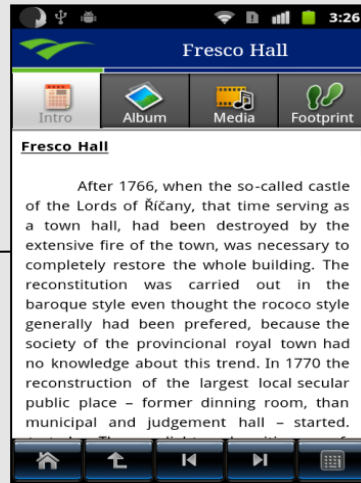 3:26
Fresco Hall
Intro Album Media Footprint
Fresco Hall
After 1766, when the so-called castle
of the Lords of Říčany, that time serving as
a town hall, had been destroyed by the
extensive fire of the town, was necessary to
completely restore the whole building. The
reconstitution was carried out in the
baroque style even thought the rococo style
generally had been prefered, because the
society of the provincional royal town had
no knowledge about this trend. In 1770 the
reconstruction of the largest local secular
public place – former dinning room, than
municipal and judgement hall – started.